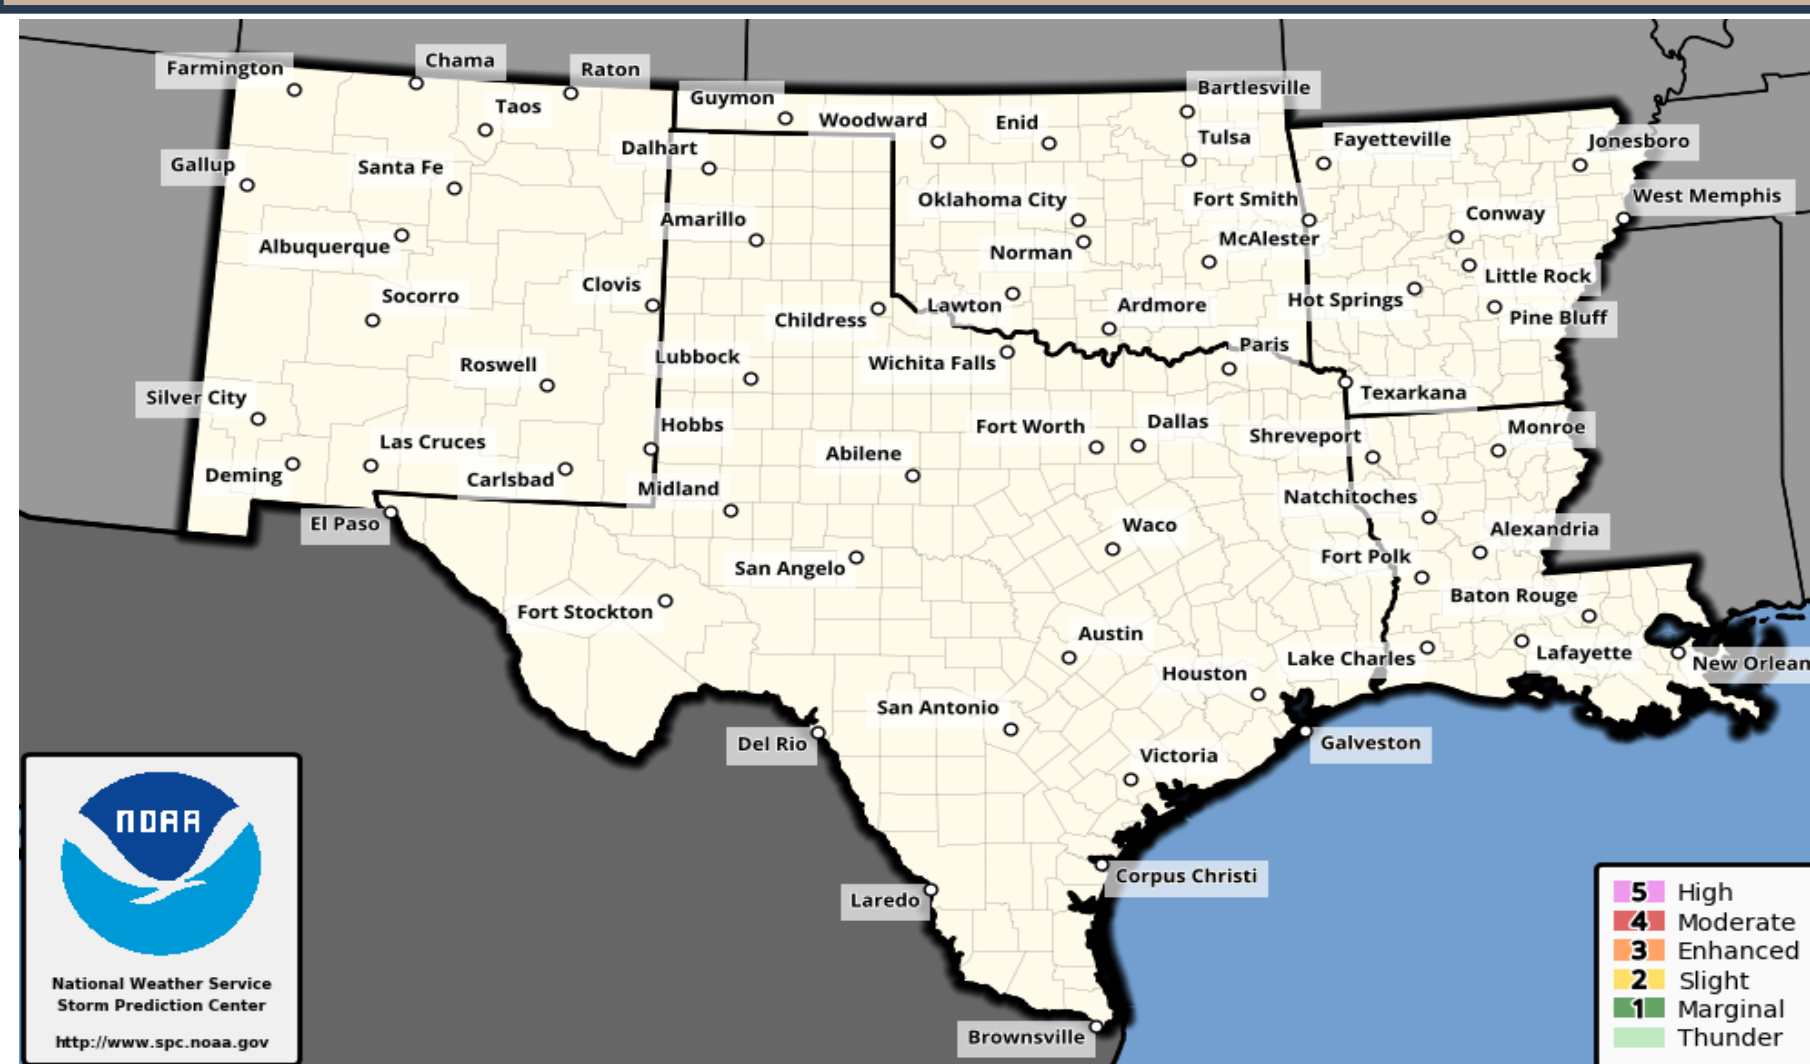 Farmington
Chama
Raton
Taos
Guymon
Woodward
Enid
Bartlesville
Tulsa
Fayetteville
Jonesboro
Gallup
Santa Fe
Dalhart
Oklahoma City
Fort Smith
West Memphis
Albuquerque
Amarillo
Norman
McAlester
Conway
Socorro
Clovis
Childress
Lawton
Ardmore
Hot Springs
Little Rock
Pine Bluff
Roswell
Lubbock
Wichita Falls
Paris
Texarkana
Silver City
Las Cruces
Hobbs
Abilene
Fort Worth
Dallas
Shreveport
Monroe
Deming
Carlsbad
Midland
Natchitoches
El Paso
San Angelo
Waco
Fort Polk
Alexandria
Fort Stockton
Austin
Baton Rouge
Houston
Lake Charles
Lafayette
New Orlean
San Antonio
Del Rio
Victoria
Galveston
Laredo
Corpus Christi
Brownsville
NOAA
National Weather Service
Storm Prediction Center
http://www.spc.noaa.gov
5 High
4 Moderate
3 Enhanced
2 Slight
1 Marginal
Thunder